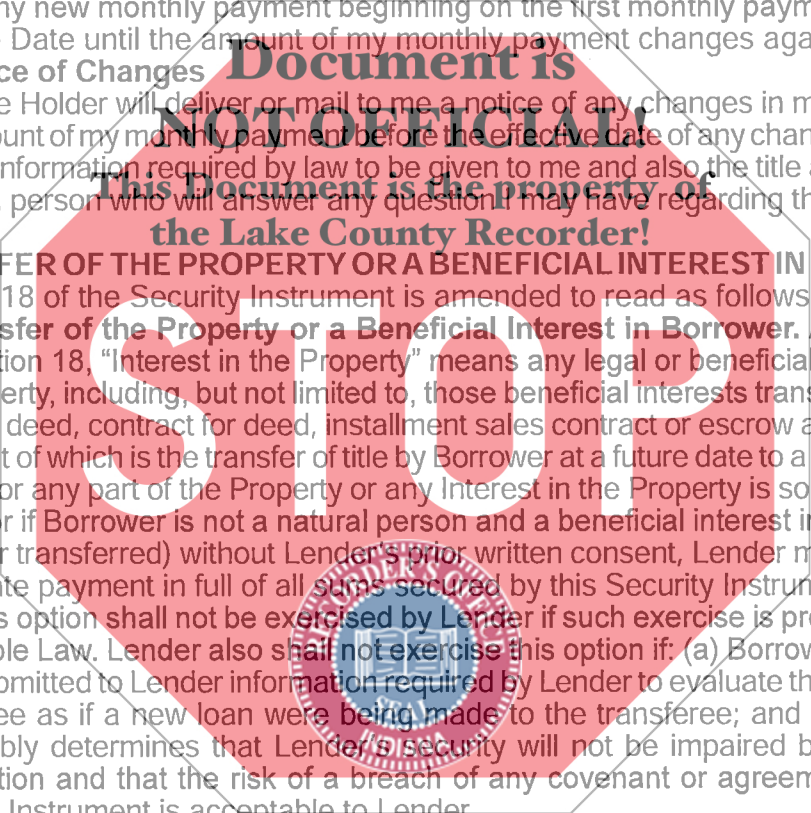 ny new monthly payment beginning on the first monthly paym
Date until the amount of my monthly payment changes aga
Document is
ce of Changes
e Holder will deliver or mail to me a notice of any changes in m
NOT OFFICIAL!
unt of my monthly payment before the effective date of any chan
nformation required by law to be given to me and also the title
This Document is the property of
person who will answer any question I may have regarding th
the Lake County Recorder!
FER OF THE PROPERTY OR A BENEFICIAL INTEREST IN
18 of the Security Instrument is amended to read as follows
STOP
sfer of the Property or a Beneficial Interest in Borrower.
tion 18, “Interest in the Property” means any legal or beneficia
erty, including, but not limited to, those beneficial interests trans
deed, contract for deed, installment sales contract or escrow a
t of which is the transfer of title by Borrower at a future date to a
or any part of the Property or any Interest in the Property is so
r if Borrower is not a natural person and a beneficial interest in
r transferred) without Lender's prior written consent, Lender m
te payment in full of all sums secured by this Security Instrum
s option shall not be exercised by Lender if such exercise is pro
ble Law. Lender also shall not exercise this option if: (a) Borrow
bmitted to Lender information required by Lender to evaluate th
ee as if a new loan were being made to the transferee; and
bly determines that Lender's security will not be impaired b
tion and that the risk of a breach of any covenant or agreem
Instrument is acceptable to Lender
RECORDER'S OFFICE
SEAL
INDIANA